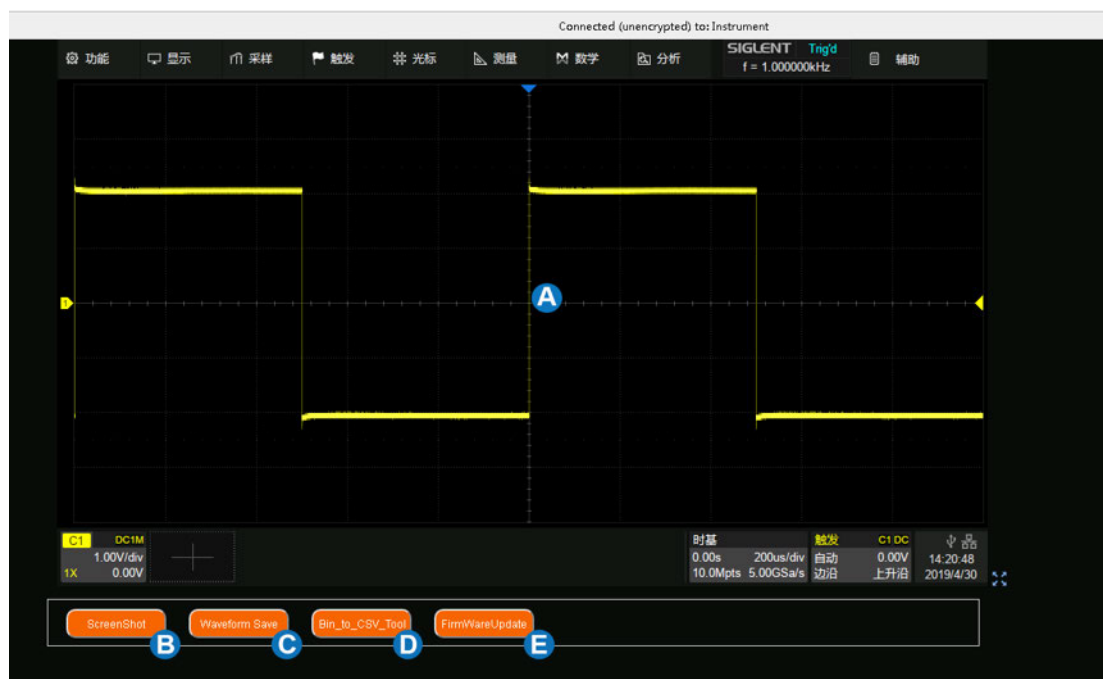 Connected (unencrypted) to: Instrument
功能 显示 采样 触发 光标 测量 数学 分析 SIGLENT Trig'd 辅助
f = 1.000000kHz
A
1
C1 DC1M
1.00V/div
1X 0.00V
时基 触发 C1 DC
0.00s 200us/div 自动 0.00V 14:20:48
10.0Mpts 5.00GSa/s 边沿 上升沿 2019/4/30
ScreenShot Waveform Save Bin_to_CSV_Tool FirmWareUpdate
B C D E